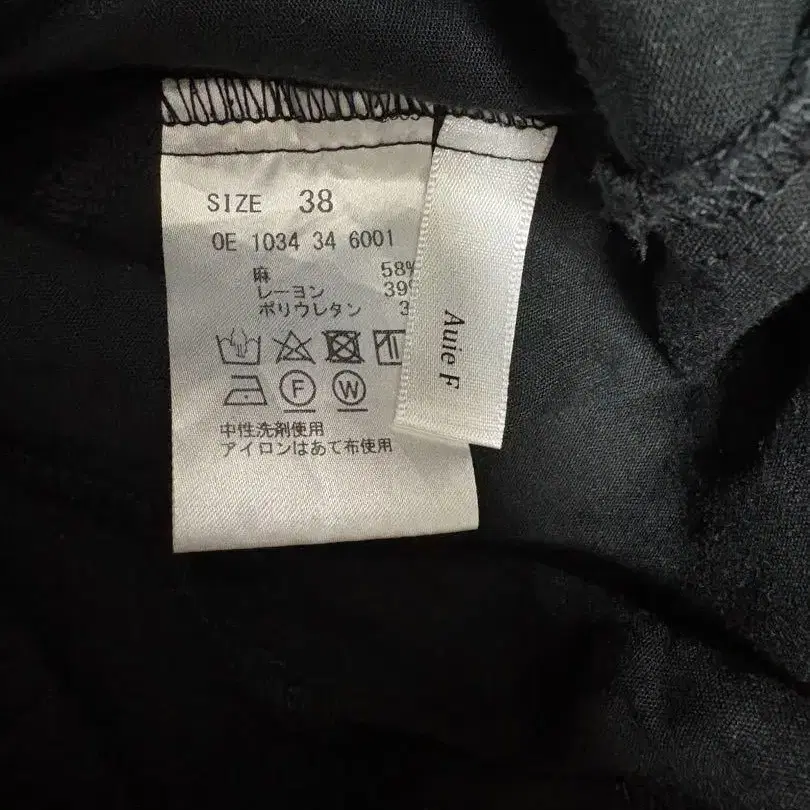 SIZE 38
OE 1034 34 6001
麻 58%
レーヨン 39%
ポリウレタン 3
F W
中性洗剤使用
アイロンはあて布使用
Auie F